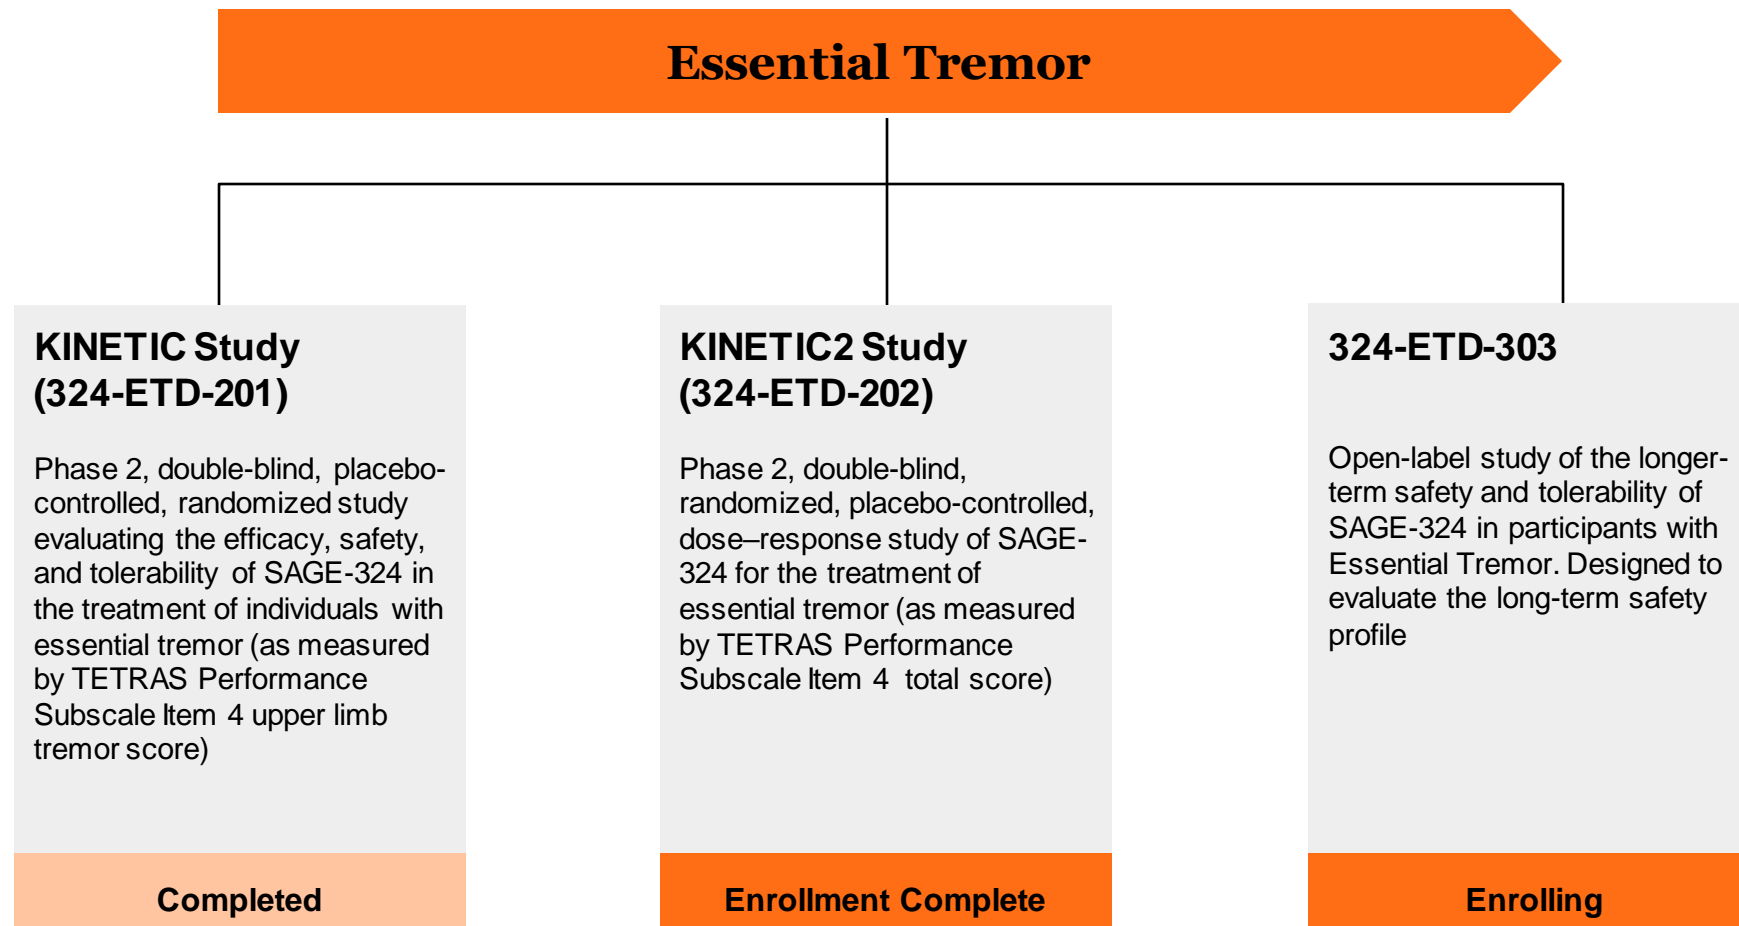 Essential Tremor
KINETIC Study
(324-ETD-201)
Phase 2, double-blind, placebo-
controlled, randomized study
evaluating the efficacy, safety,
and tolerability of SAGE-324 in
the treatment of individuals with
essential tremor (as measured
by TETRAS Performance
Subscale Item 4 upper limb
tremor score)
Completed
KINETIC2 Study
(324-ETD-202)
Phase 2, double-blind,
randomized, placebo-controlled,
dose–response study of SAGE-
324 for the treatment of
essential tremor (as measured
by TETRAS Performance
Subscale Item 4 total score)
Enrollment Complete
324-ETD-303
Open-label study of the longer-
term safety and tolerability of
SAGE-324 in participants with
Essential Tremor. Designed to
evaluate the long-term safety
profile
Enrolling